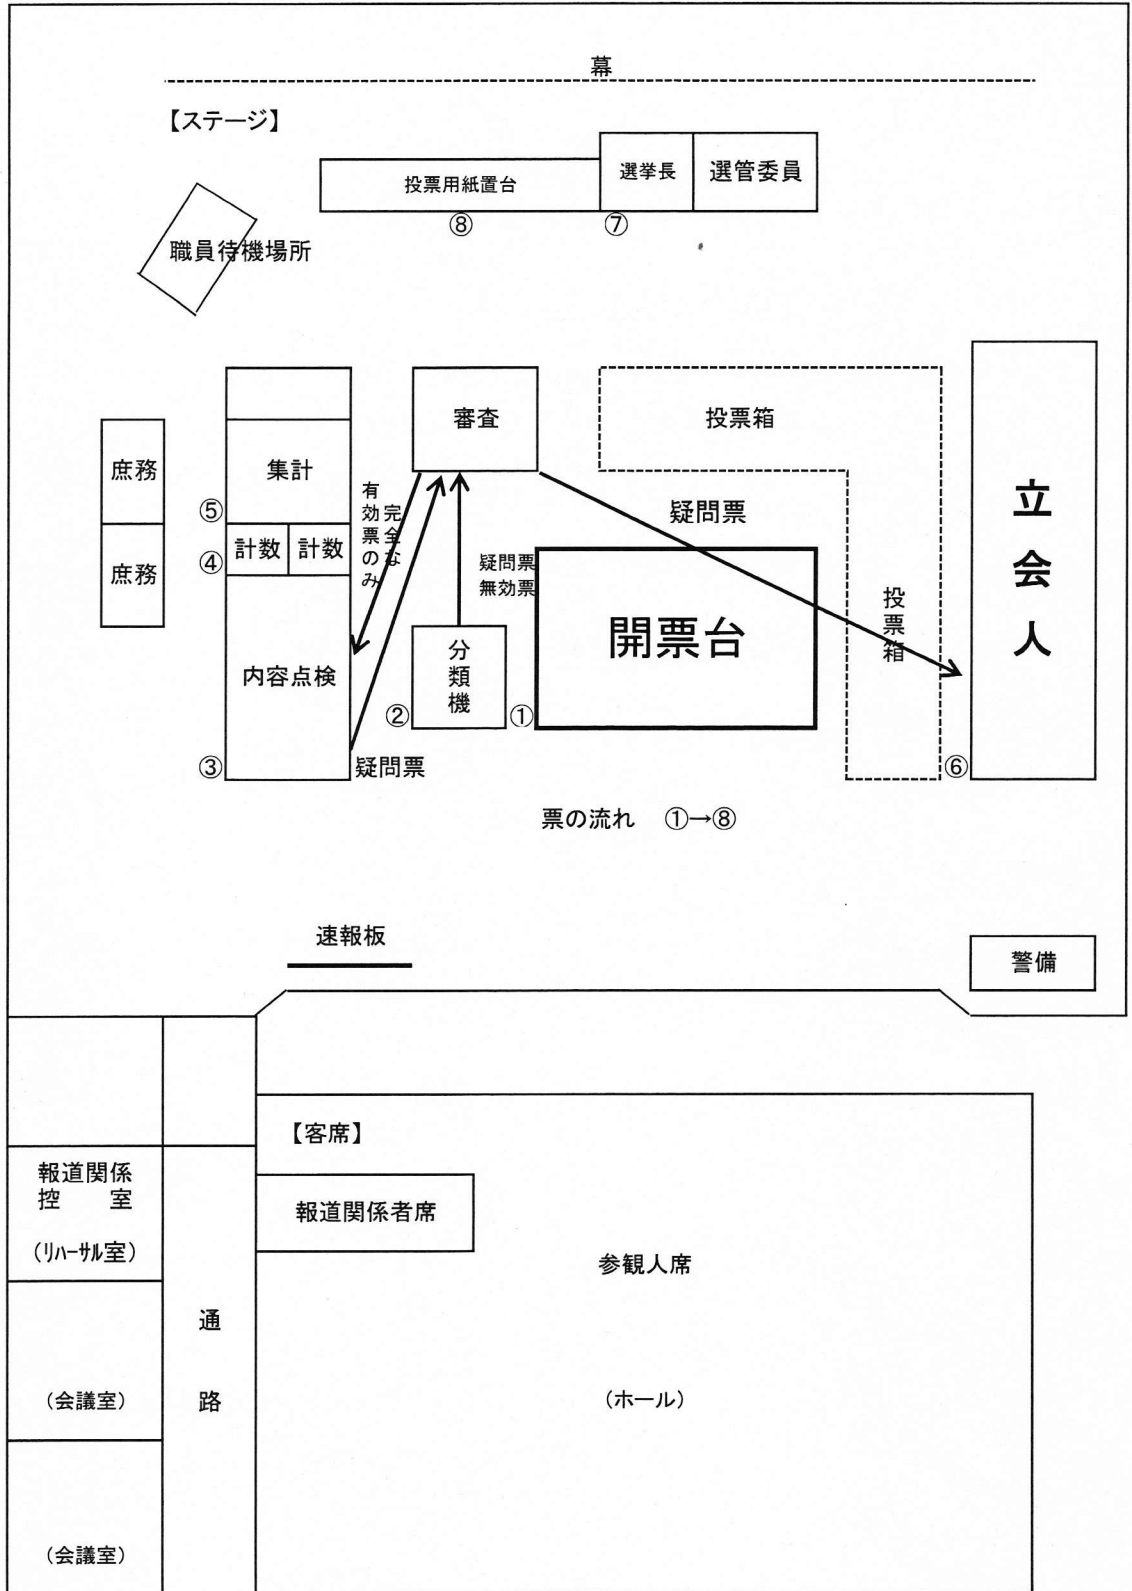 幕
【ステージ】
投票用紙置台
選挙長
選管委員
⑧
⑦
職員待機場所
庶務
庶務
集計
⑤
計数
計数
④
内容点検
③
審査
完全な
有効票のみ
疑問票
疑問票
無効票
分類機
②
①
開票台
投票箱
疑問票
投票箱
立会人
⑥
票の流れ ①→⑧
速報板
警備
【客席】
報道関係
控 室
(リハーサル室)
報道関係者席
参観人席
通路
(会議室)
(ホール)
(会議室)